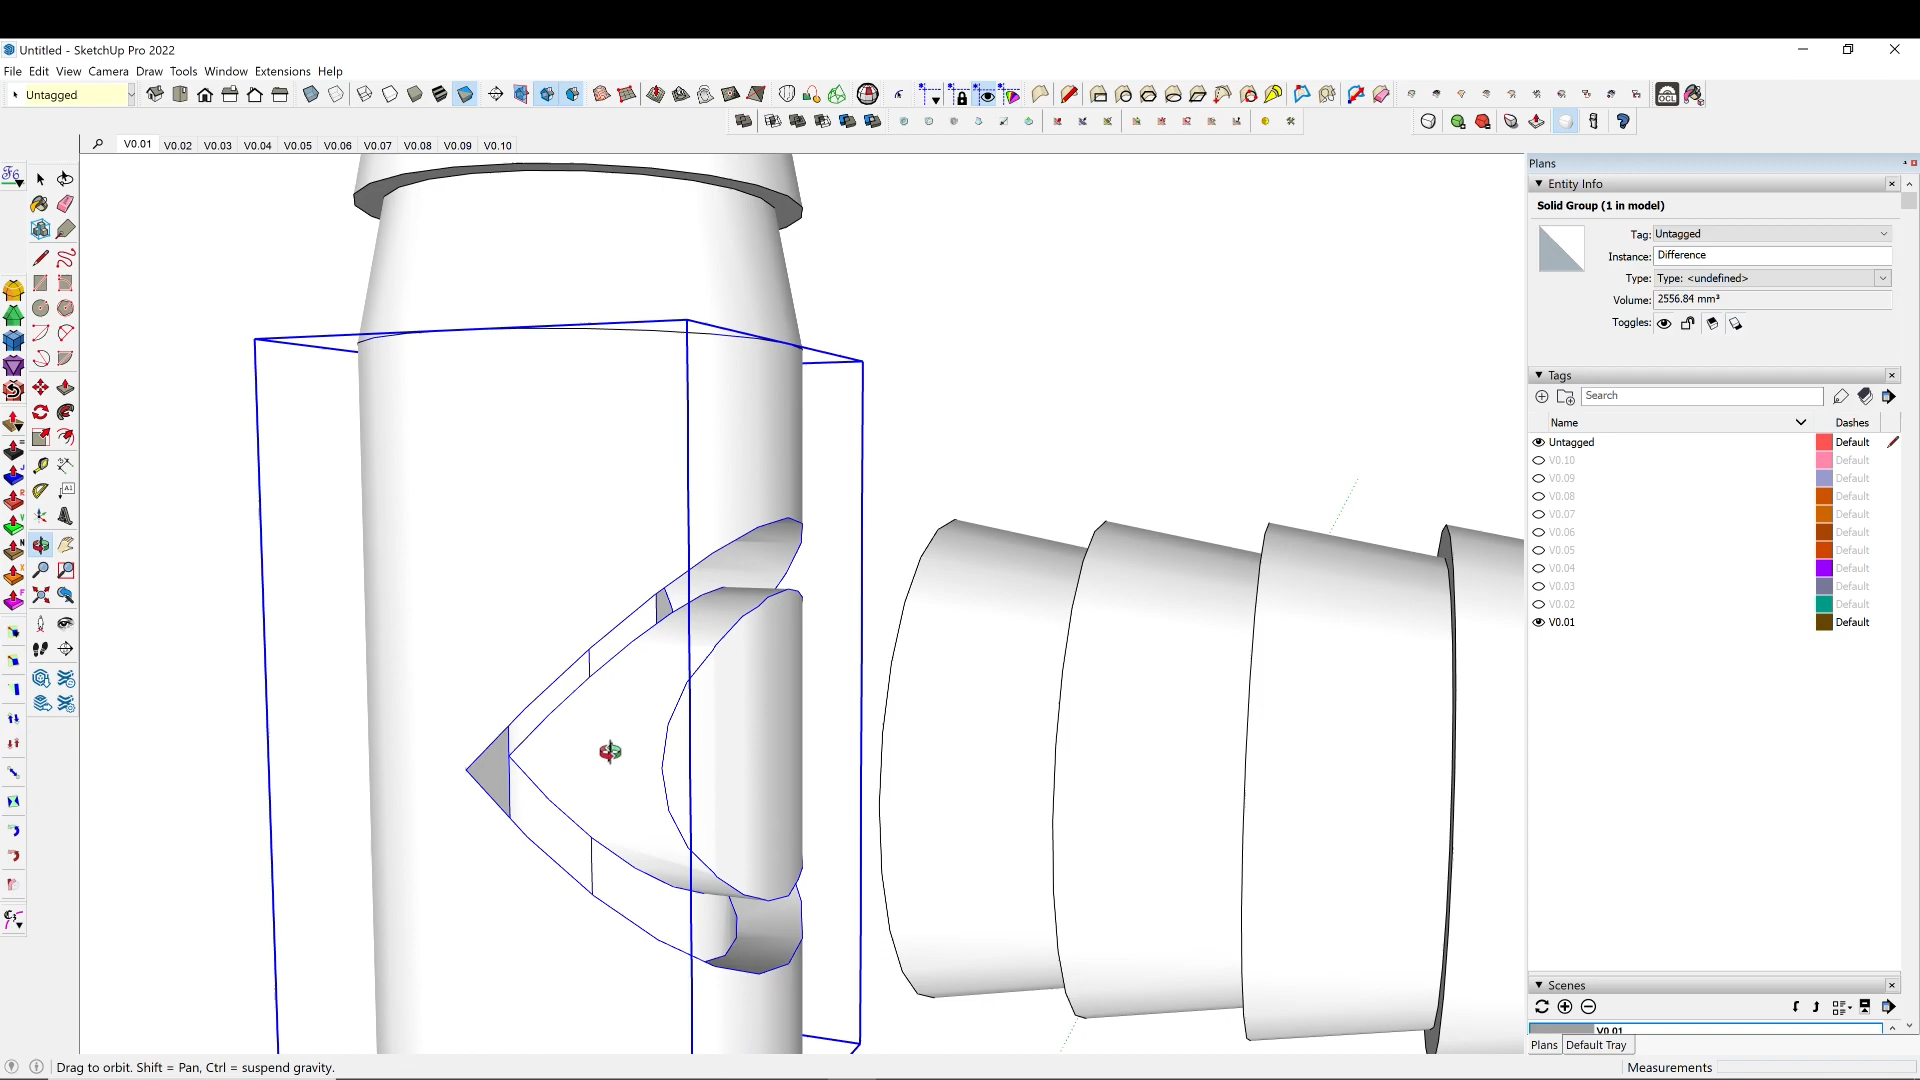 Untitled - SketchUp Pro 2022
File Edit View Camera Draw Tools Window Extensions Help
Untagged
OCL
V0.01 V0.02 V0.03 V0.04 V0.05 V0.06 V0.07 V0.08 V0.09 V0.10
Plans
Entity Info
Solid Group (1 in model)
Tag: Untagged
Instance: Difference
Type: Type: <undefined>
Volume: 2556.84 mm³
Toggles:
Tags
Search
Name Dashes
Untagged Default
V0.10 Default
V0.09 Default
V0.08 Default
V0.07 Default
V0.06 Default
V0.05 Default
V0.04 Default
V0.03 Default
V0.02 Default
V0.01 Default
Scenes
V0.01
Plans Default Tray
Drag to orbit. Shift = Pan, Ctrl = suspend gravity.
Measurements